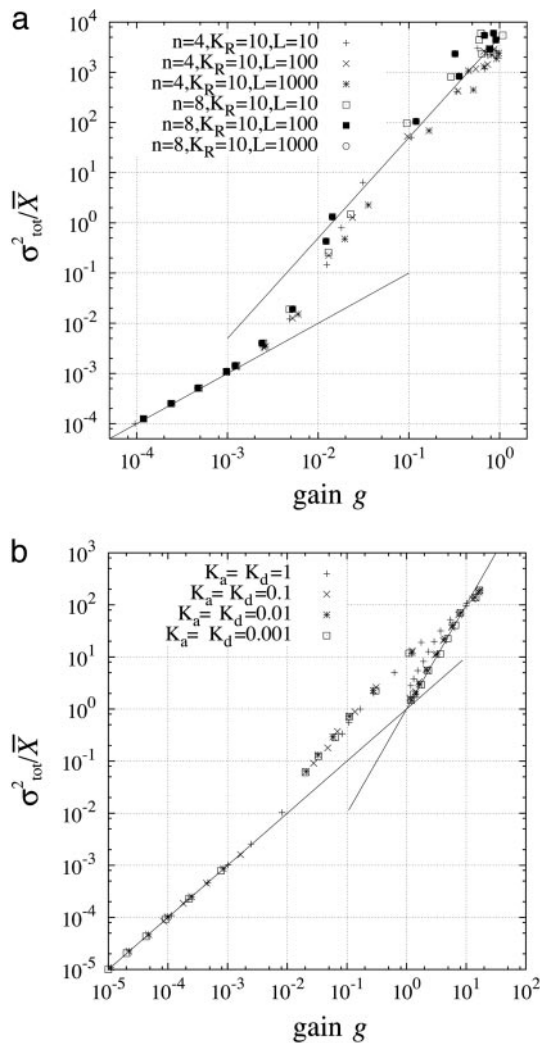 a
10^4
10^3
10^2
10^1
10^0
10^-1
10^-2
10^-3
10^-4
σ^2_tot/X̄
n=4,K_R=10,L=10
n=4,K_R=10,L=100
n=4,K_R=10,L=1000
n=8,K_R=10,L=10
n=8,K_R=10,L=100
n=8,K_R=10,L=1000
10^-4 10^-3 10^-2 10^-1 10^0
gain g
b
10^3
10^2
10^1
10^0
10^-1
10^-2
10^-3
10^-4
10^-5
σ^2_tot/X̄
K_a= K_d=1
K_a= K_d=0.1
K_a= K_d=0.01
K_a= K_d=0.001
10^-5 10^-4 10^-3 10^-2 10^-1 10^0 10^1 10^2
gain g